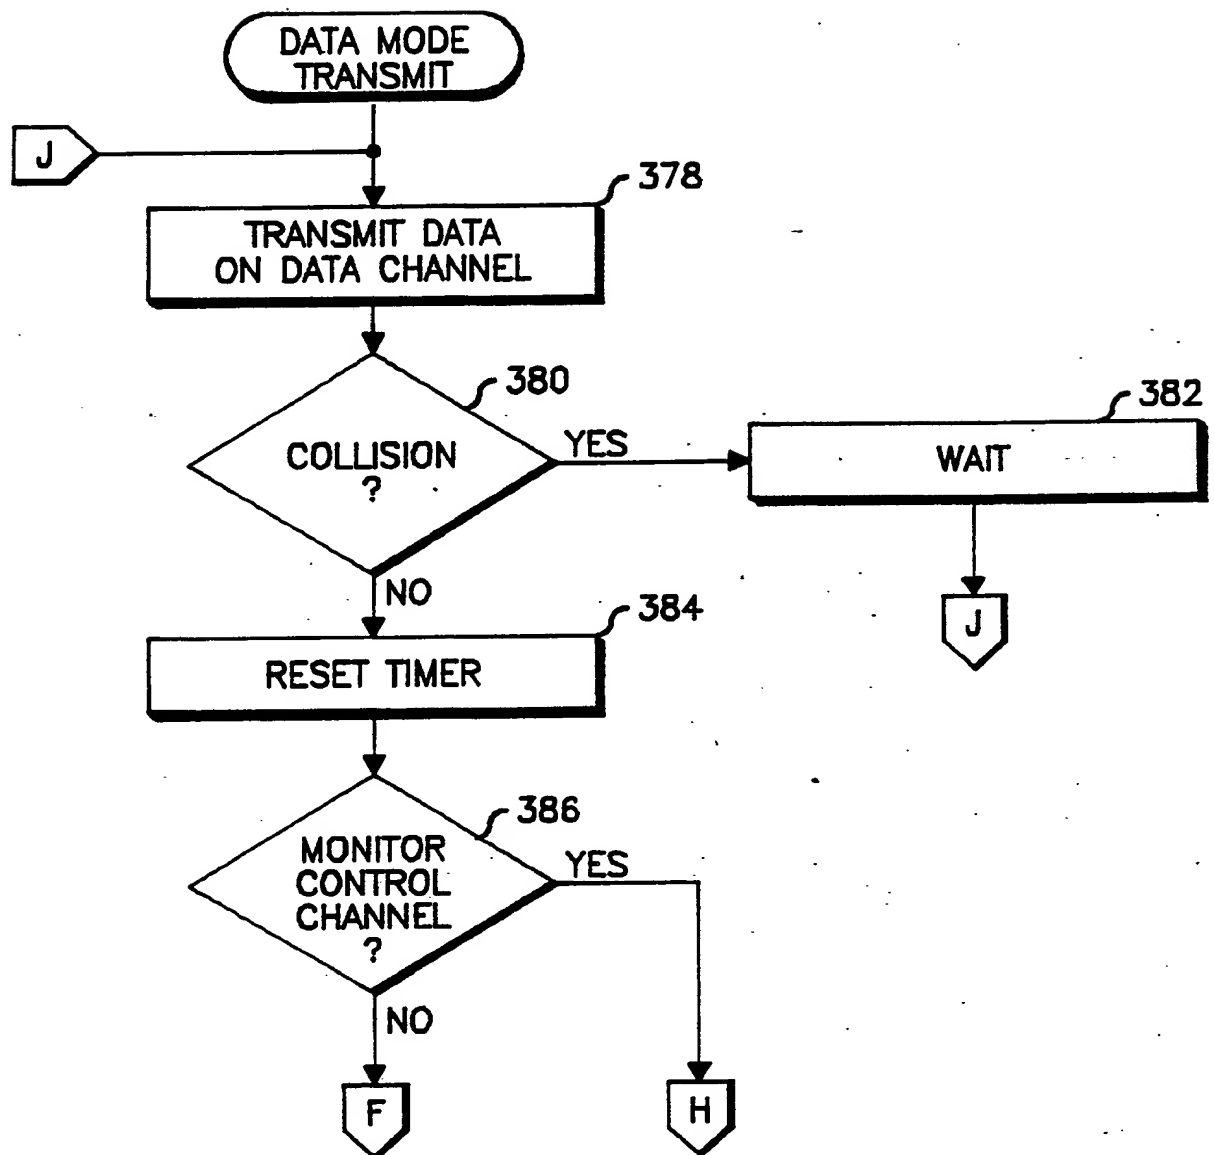 DATA MODE
TRANSMIT
J
378
TRANSMIT DATA
ON DATA CHANNEL
380
COLLISION
?
YES
382
WAIT
NO
J
384
RESET TIMER
386
MONITOR
CONTROL
CHANNEL
?
YES
NO
F
H